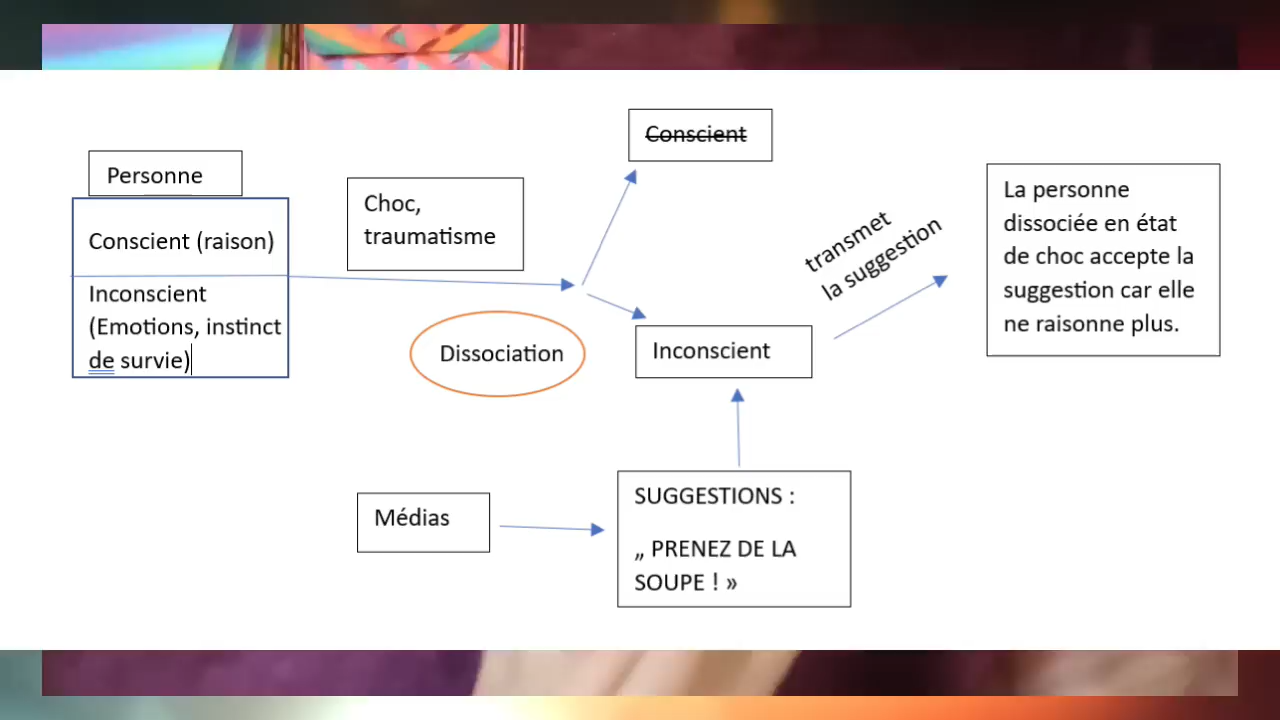 Personne
Conscient (raison)
Inconscient
(Emotions, instinct
de survie)
Choc,
traumatisme
Dissociation
Conscient
Inconscient
transmet
la suggestion
La personne
dissociée en état
de choc accepte la
suggestion car elle
ne raisonne plus.
Médias
SUGGESTIONS :
„ PRENEZ DE LA
SOUPE ! »